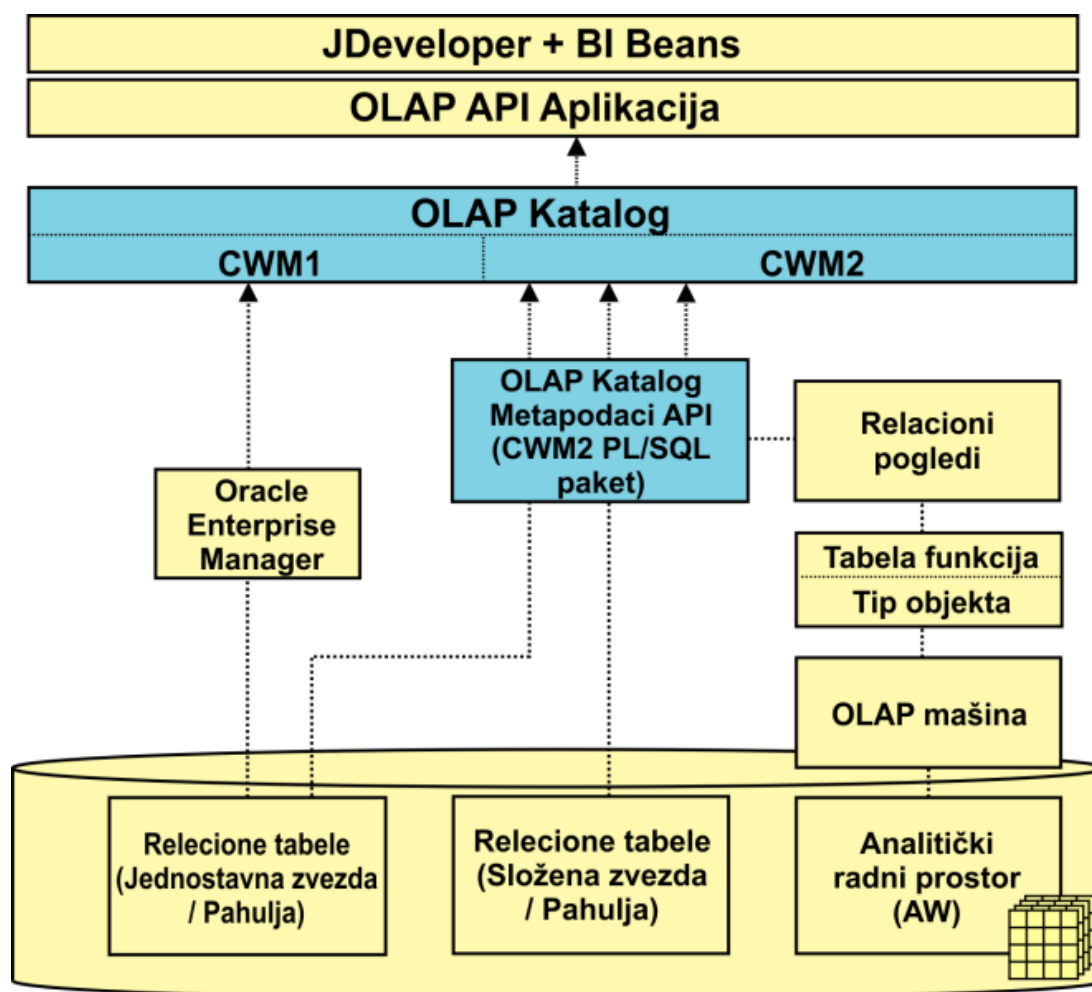 JDeveloper + BI Beans
OLAP API Aplikacija
OLAP Katalog
CWM1
CWM2
OLAP Katalog
Metapodaci API
(CWM2 PL/SQL
paket)
Relacioni
pogledi
Oracle
Enterprise
Manager
Tabela funkcija
Tip objekta
OLAP mašina
Relecione tabele
(Jednostavna zvezda
/ Pahulja)
Relecione tabele
(Složena zvezda
/ Pahulja)
Analitički
radni prostor
(AW)